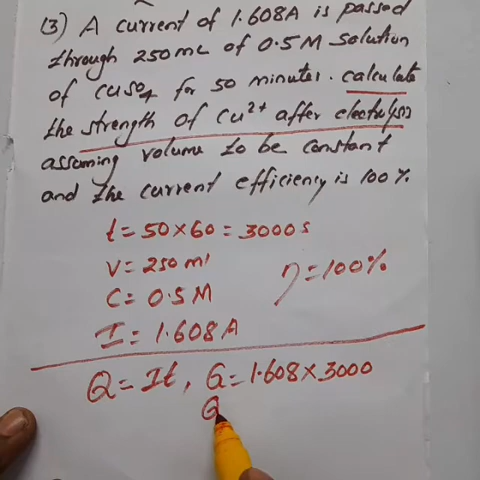 (3) A current of 1.608A is passed
through 250mL of 0.5M solution
of CuSO4 for 50 minutes. calculate
the strength of Cu²⁺ after electrolysis
assuming volume to be constant
and the current efficiency is 100%
t = 50×60 = 3000s
V = 250 ml
η = 100%
C = 0.5M
I = 1.608A
Q = It, Q = 1.608 × 3000
Q